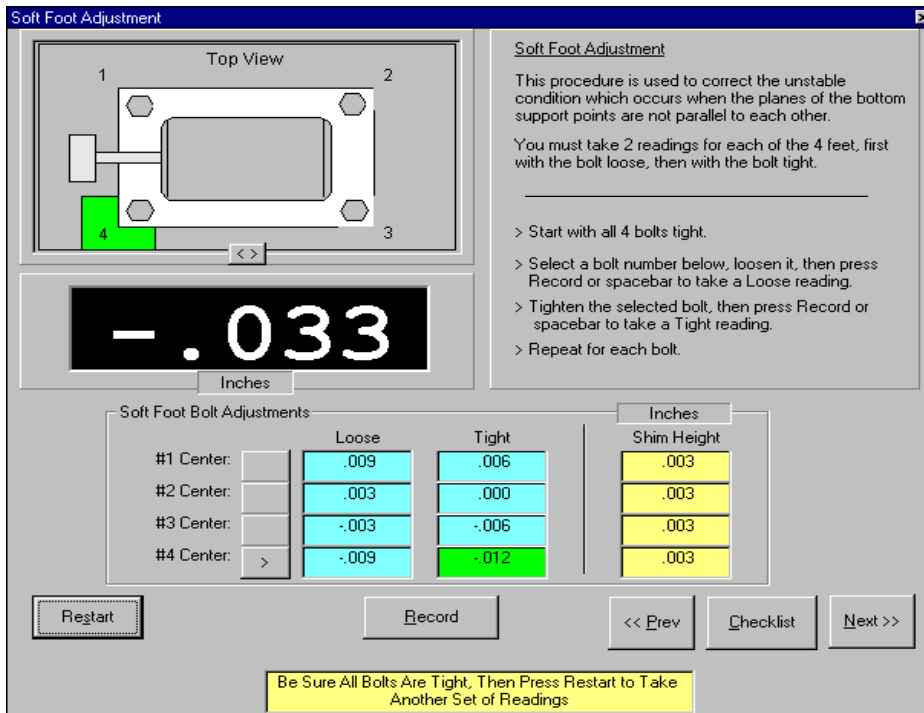 Soft Foot Adjustment
Top View
1
2
4
3
< >
-.033
Inches
Soft Foot Adjustment
This procedure is used to correct the unstable
condition which occurs when the planes of the bottom
support points are not parallel to each other.
You must take 2 readings for each of the 4 feet, first
with the bolt loose, then with the bolt tight.
> Start with all 4 bolts tight.
> Select a bolt number below, loosen it, then press
Record or spacebar to take a Loose reading.
> Tighten the selected bolt, then press Record or
spacebar to take a Tight reading.
> Repeat for each bolt.
Soft Foot Bolt Adjustments
Inches
Loose Tight Shim Height
#1 Center: .009 .006 .003
#2 Center: .003 .000 .003
#3 Center: -.003 -.006 .003
#4 Center: > -.009 -.012 .003
Restart Record << Prev Checklist Next >>
Be Sure All Bolts Are Tight, Then Press Restart to Take
Another Set of Readings